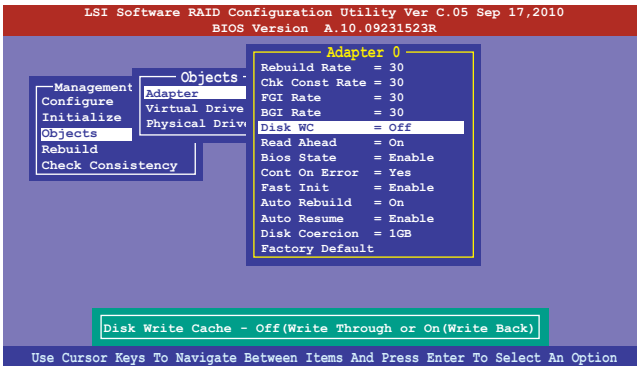 LSI Software RAID Configuration Utility Ver C.05 Sep 17,2010
BIOS Version A.10.09231523R
Management
Configure
Initialize
Objects
Rebuild
Check Consistency
Objects
Adapter
Virtual Drive
Physical Driv
Adapter 0
Rebuild Rate = 30
Chk Const Rate = 30
FGI Rate = 30
BGI Rate = 30
Disk WC = Off
Read Ahead = On
Bios State = Enable
Cont On Error = Yes
Fast Init = Enable
Auto Rebuild = On
Auto Resume = Enable
Disk Coercion = 1GB
Factory Default
Disk Write Cache - Off(Write Through or On(Write Back)
Use Cursor Keys To Navigate Between Items And Press Enter To Select An Option